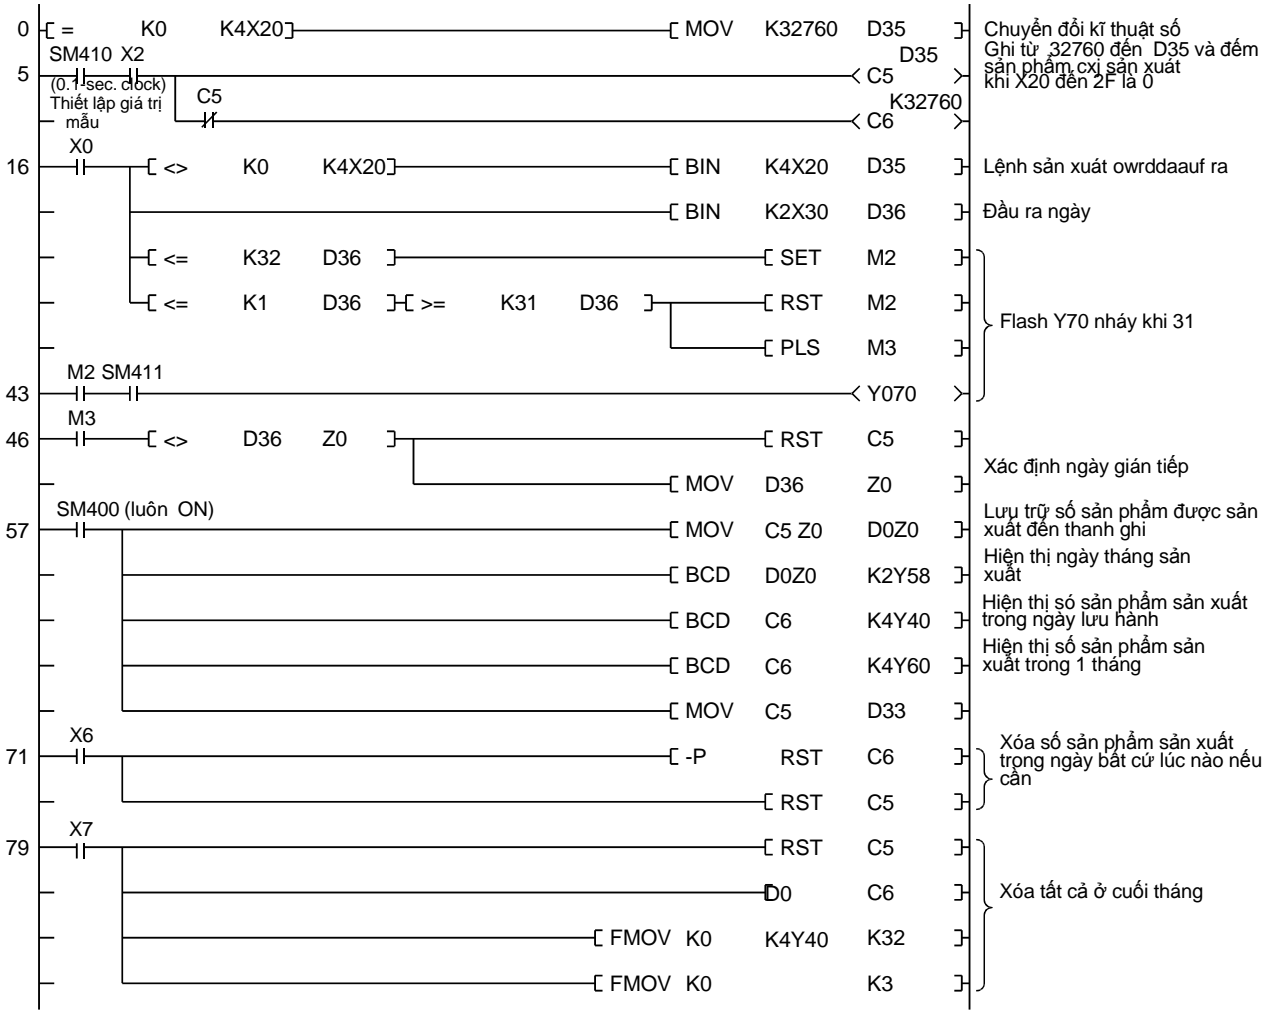 0 = K0 K4X20 MOV K32760 D35 Chuyển đổi kĩ thuật số
SM410 X2 D35 Ghi từ 32760 đến D35 và đếm
5 C5 sản phẩm cxj sản xuát
(0.1-sec. clock) khi X20 đến 2F là 0
Thiết lập giá trị C5 K32760
mẫu C6
X0
16 <> K0 K4X20 BIN K4X20 D35 Lệnh sản xuát owrddaauf ra
BIN K2X30 D36 Đầu ra ngày
<= K32 D36 SET M2
<= K1 D36 >= K31 D36 RST M2
Flash Y70 nháy khi 31
PLS M3
M2 SM411
43 Y070
M3
46 <> D36 Z0 RST C5
Xác định ngày gián tiếp
MOV D36 Z0
SM400 (luôn ON) Lưu trữ số sản phẩm được sản
57 MOV C5 Z0 D0Z0 xuất đến thanh ghi
Hiện thị ngày tháng sản
BCD D0Z0 K2Y58 xuất
Hiện thị só sản phẩm sản xuất
BCD C6 K4Y40 trong ngày lưu hành
Hiện thị số sản phẩm sản
BCD C6 K4Y60 xuất trong 1 tháng
MOV C5 D33
X6 Xóa số sản phẩm sản xuất
71 -P RST C6 trong ngày bất cứ lúc nào nếu
cần
RST C5
X7
79 RST C5
D0 C6 Xóa tất cả ở cuối tháng
FMOV K0 K4Y40 K32
FMOV K0 K3